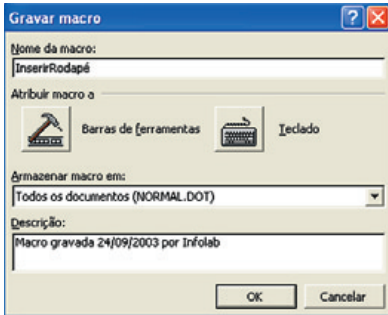 Gravar macro
Nome da macro:
InserirRodapé
Atribuir macro a
Barras de ferramentas
Teclado
Armazenar macro em:
Todos os documentos (NORMAL.DOT)
Descrição:
Macro gravada 24/09/2003 por Infolab
OK Cancelar